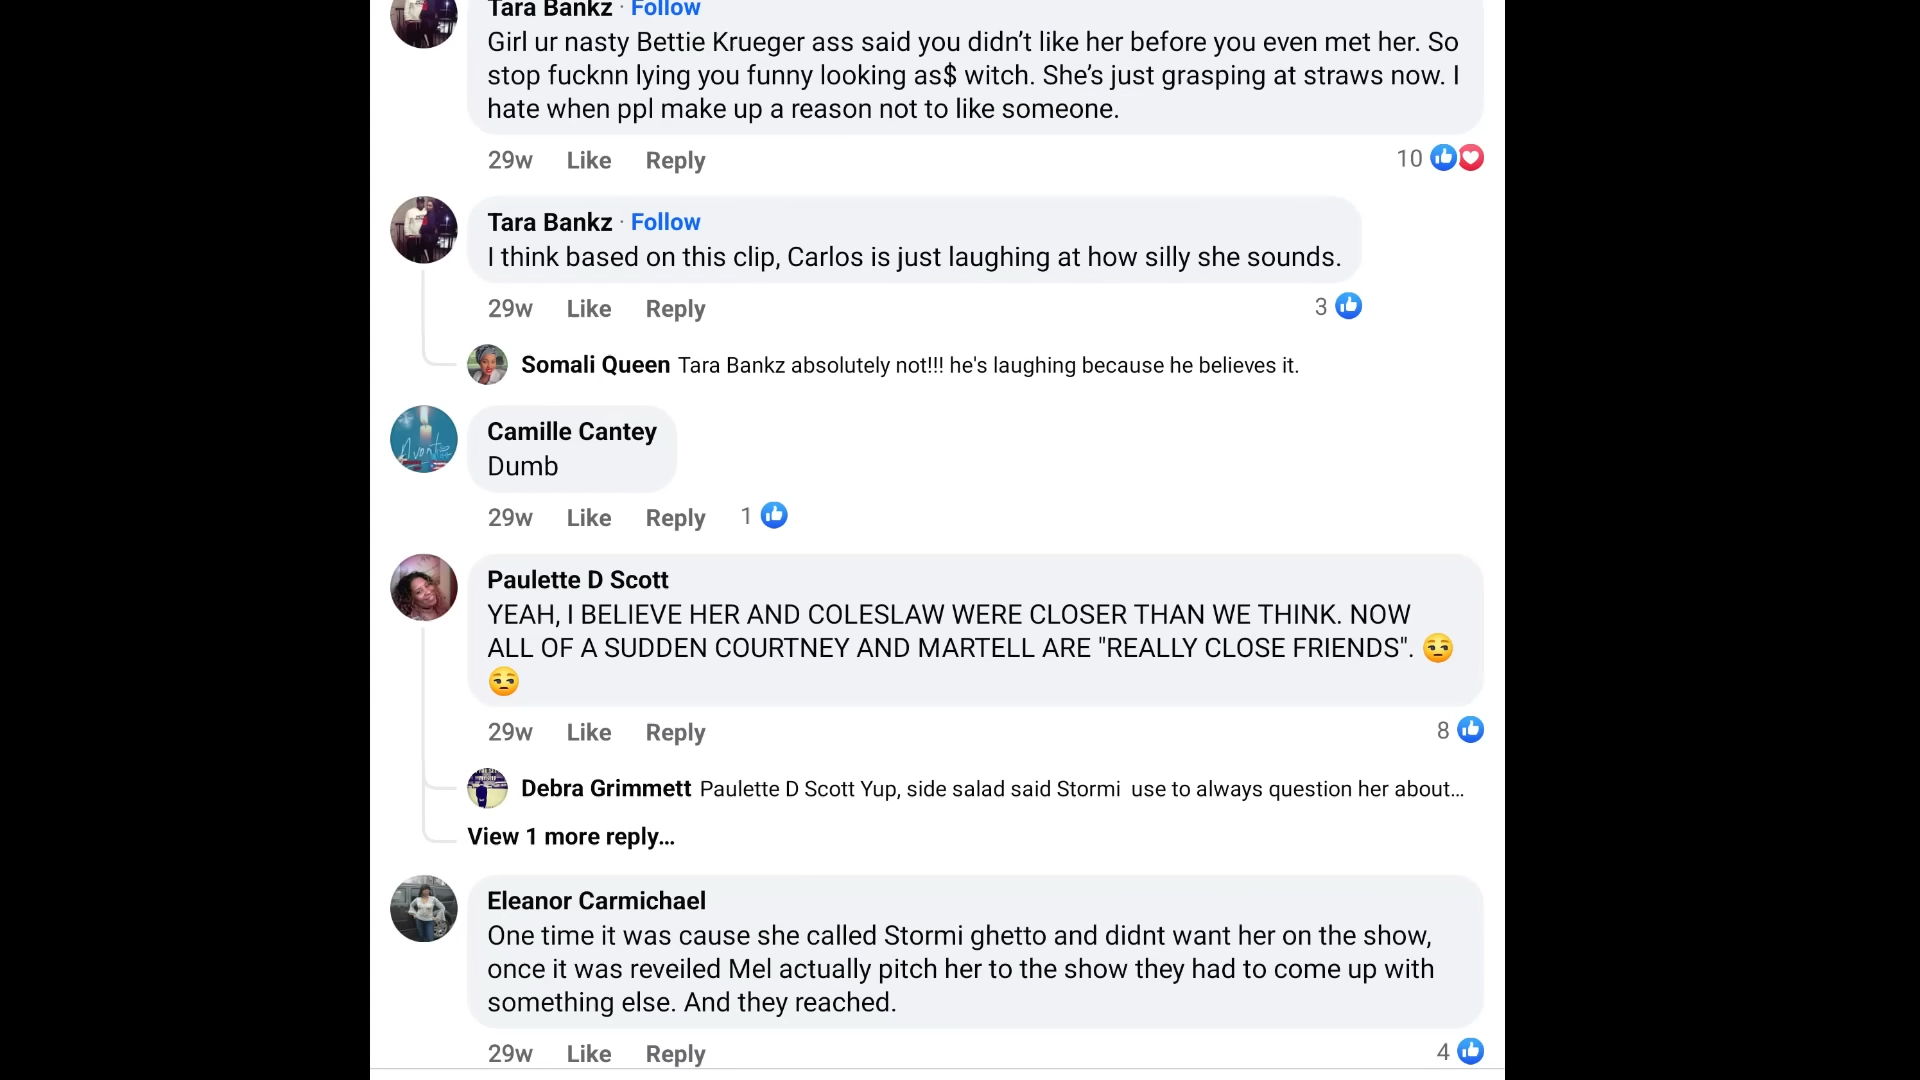 Tara Bankz · Follow
Girl ur nasty Bettie Krueger ass said you didn’t like her before you even met her. So
stop fucknn lying you funny looking as$ witch. She’s just grasping at straws now. I
hate when ppl make up a reason not to like someone.
29w Like Reply 10
Tara Bankz · Follow
I think based on this clip, Carlos is just laughing at how silly she sounds.
29w Like Reply 3
Somali Queen Tara Bankz absolutely not!!! he's laughing because he believes it.
Camille Cantey
Dumb
29w Like Reply 1
Paulette D Scott
YEAH, I BELIEVE HER AND COLESLAW WERE CLOSER THAN WE THINK. NOW
ALL OF A SUDDEN COURTNEY AND MARTELL ARE "REALLY CLOSE FRIENDS". 😒
😒
29w Like Reply 8
Debra Grimmett Paulette D Scott Yup, side salad said Stormi use to always question her about...
View 1 more reply...
Eleanor Carmichael
One time it was cause she called Stormi ghetto and didnt want her on the show,
once it was reveiled Mel actually pitch her to the show they had to come up with
something else. And they reached.
29w Like Reply 4